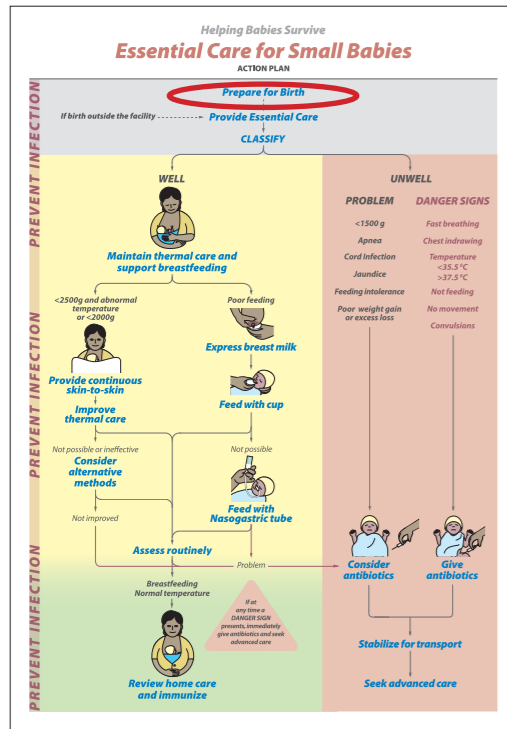 Helping Babies Survive
Essential Care for Small Babies
ACTION PLAN
Prepare for Birth
If birth outside the facility
Provide Essential Care
CLASSIFY
PREVENT INFECTION
WELL
Maintain thermal care and
support breastfeeding
<2500g and abnormal
temperature
or <2000g
Poor feeding
Provide continuous
skin-to-skin
Improve
thermal care
Express breast milk
Feed with cup
PREVENT INFECTION
Not possible or ineffective
Consider
alternative
methods
Not improved
Not possible
Feed with
Nasogastric tube
Assess routinely
Problem
PREVENT INFECTION
Breastfeeding
Normal temperature
If at
any time a
DANGER SIGN
presents, immediately
give antibiotics and seek
advanced care
Review home care
and immunize
UNWELL
PROBLEM
<1500 g
Apnea
Cord Infection
Jaundice
Feeding intolerance
Poor weight gain
or excess loss
DANGER SIGNS
Fast breathing
Chest indrawing
Temperature
<35.5°C
>37.5°C
Not feeding
No movement
Convulsions
Consider
antibiotics
Give
antibiotics
Stabilize for transport
Seek advanced care